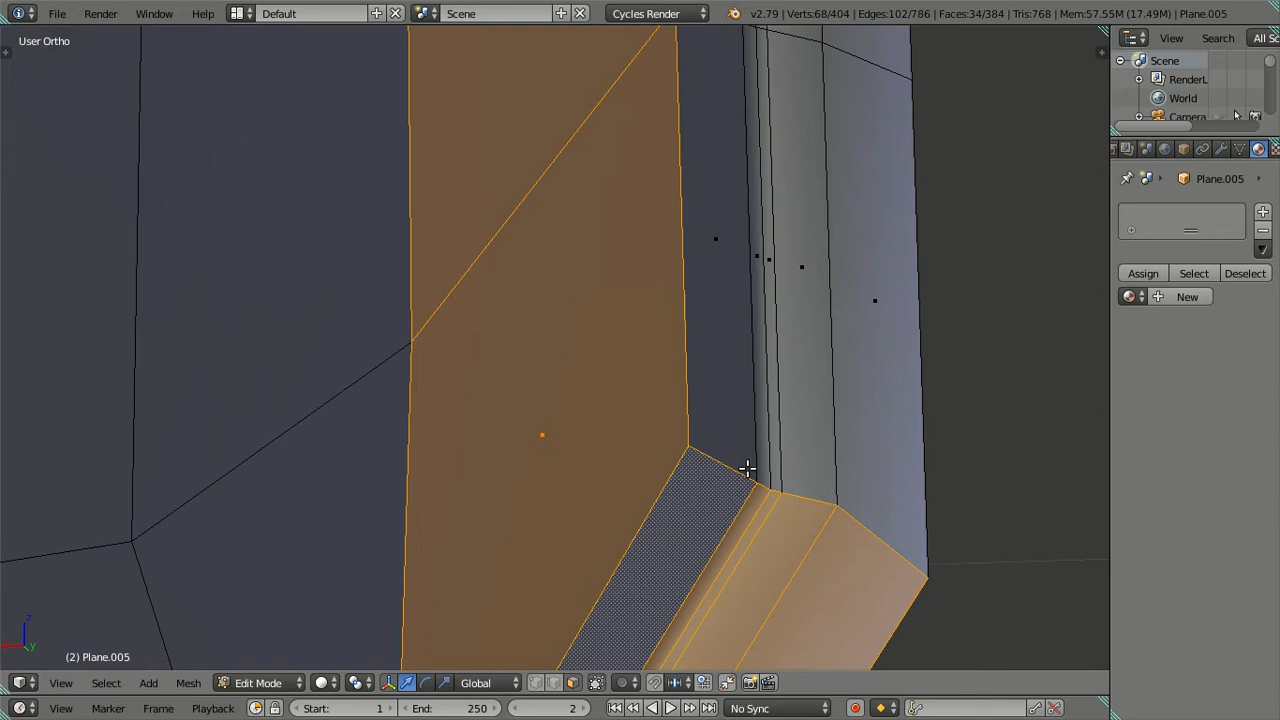 File Render Window Help Default Scene Cycles Render v2.79 | Verts:68/404 | Edges:102/786 | Faces:34/384 | Tris:768 | Mem:57.55M (17.49M) | Plane.005
User Ortho
View Search All Sc
Scene
RenderL
World
Camera
Plane.005
Assign Select Deselect
New
z
y
(2) Plane.005
View Select Add Mesh Edit Mode Global
View Marker Frame Playback Start: 1 End: 250 2 No Sync